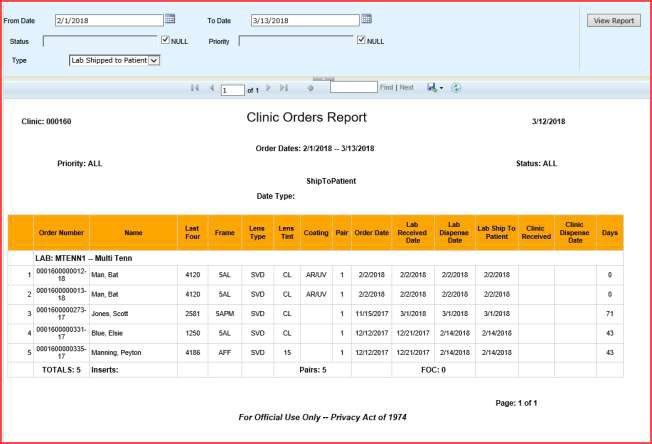 From Date 2/1/2018 To Date 3/13/2018 View Report
Status NULL Priority NULL
Type Lab Shipped to Patient
1 of 1 Find | Next
Clinic: 000160 Clinic Orders Report 3/12/2018
Order Dates: 2/1/2018 -- 3/13/2018
Priority: ALL Status: ALL
ShipToPatient
Date Type:
Order Number Name Last Four Frame Lens Type Lens Tint Coating Pair Order Date Lab Received Date Lab Dispense Date Lab Ship To Patient Clinic Received Clinic Dispense Date Days
LAB: MTENN1 -- Multi Tenn
1 0001600000012-18 Man, Bat 4120 5AL SVD CL AR/UV 1 2/2/2018 2/2/2018 2/2/2018 2/2/2018 0
2 0001600000013-18 Man, Bat 4120 5AL SVD CL AR/UV 1 2/2/2018 2/2/2018 2/2/2018 2/2/2018 0
3 0001600000273-17 Jones, Scott 2581 5APM SVD CL 1 11/15/2017 3/1/2018 3/1/2018 3/1/2018 71
4 0001600000331-17 Blue, Elsie 1250 5AL SVD CL 1 12/12/2017 12/21/2017 2/14/2018 2/14/2018 43
5 0001600000335-17 Manning, Peyton 4186 AFF SVD 15 1 12/12/2017 12/21/2017 2/14/2018 2/14/2018 43
TOTALS: 5 Inserts: Pairs: 5 FOC: 0
Page: 1 of 1
For Official Use Only -- Privacy Act of 1974